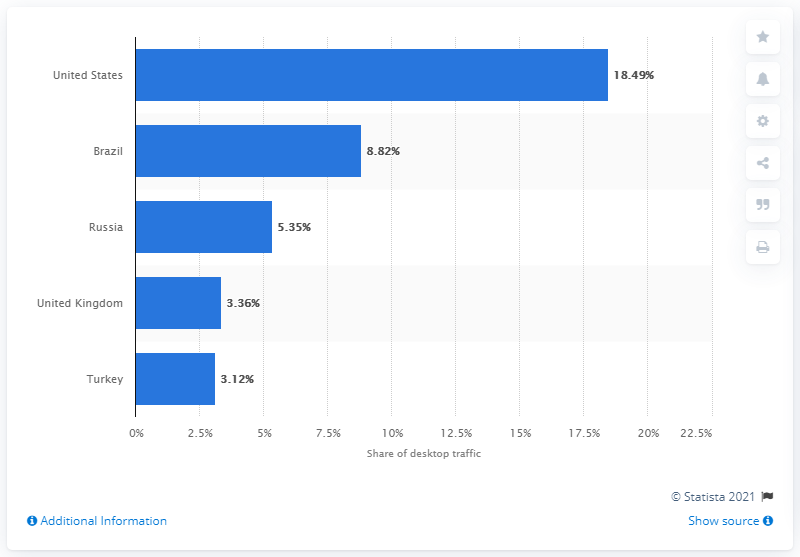 United States
18.49%
Brazil
8.82%
Russia
5.35%
United Kingdom
3.36%
Turkey
3.12%
0% 2.5% 5% 7.5% 10% 12.5% 15% 17.5% 20% 22.5%
Share of desktop traffic
© Statista 2021
Additional Information
Show source